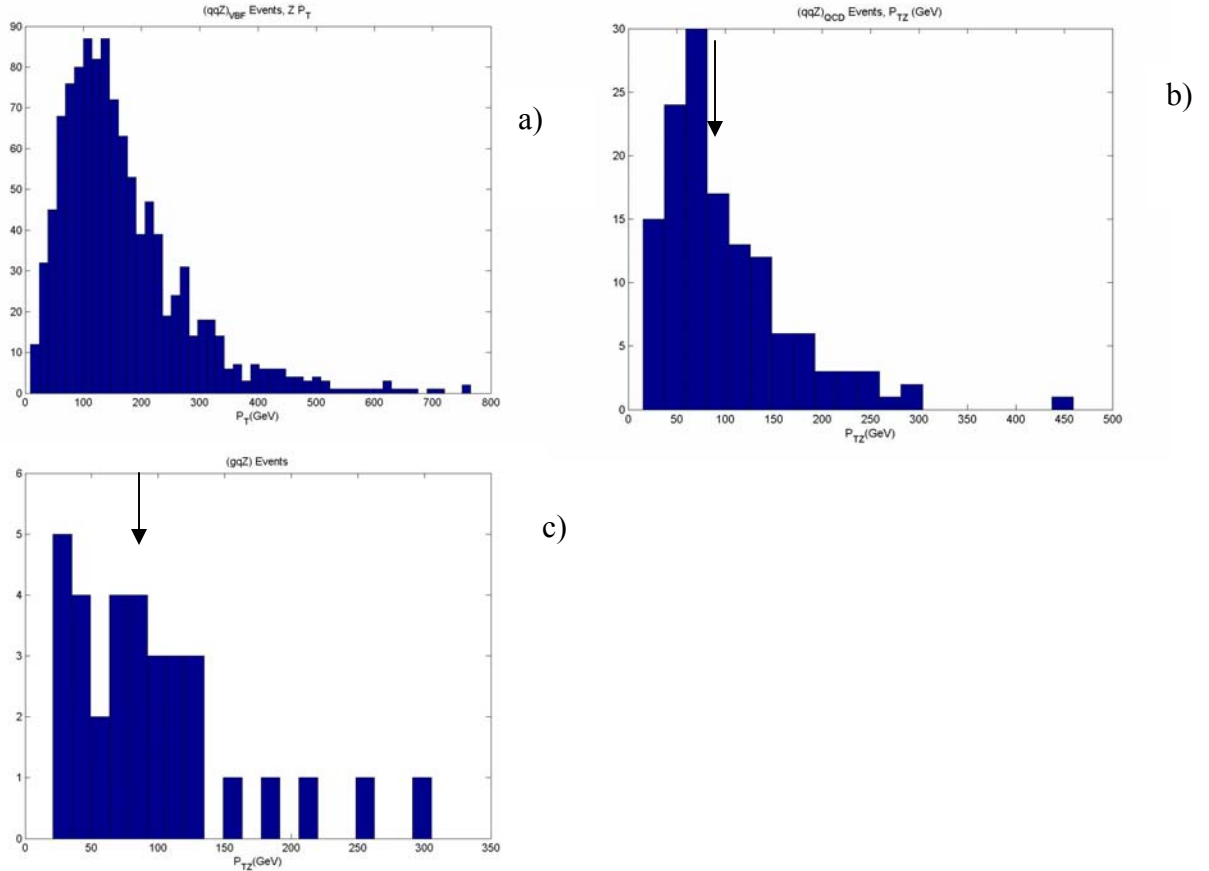 (qqZ)VBF Events, Z PT
90
80
70
60
50
40
30
20
10
0
0 100 200 300 400 500 600 700 800
PT(GeV)
a)
(qqZ)QCD Events, PTZ (GeV)
30
25
20
15
10
5
0
0 50 100 150 200 250 300 350 400 450 500
PTZ(GeV)
b)
(gqZ) Events
6
5
4
3
2
1
0
0 50 100 150 200 250 300 350
PTZ(GeV)
c)